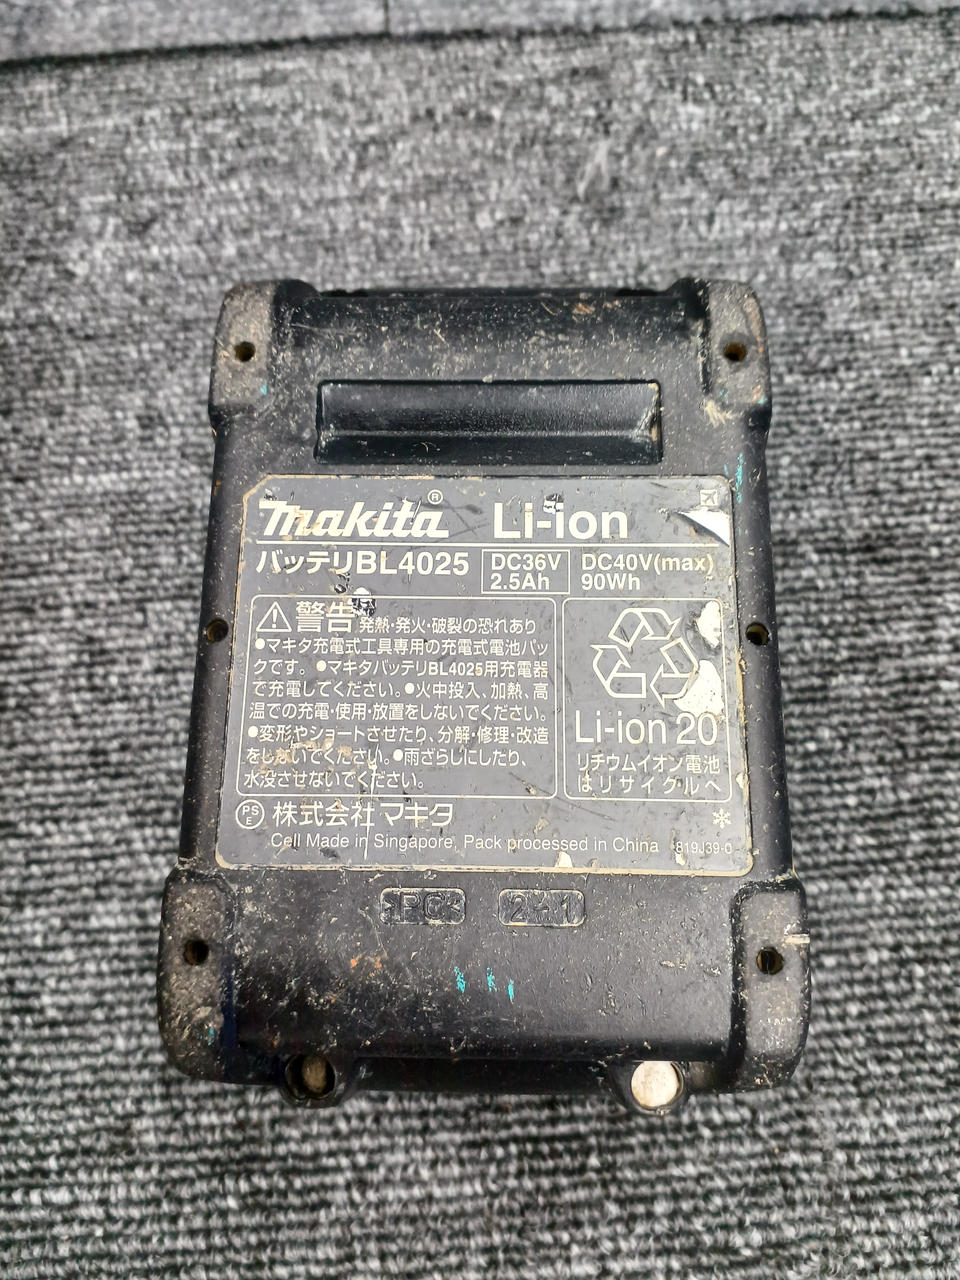 makita® Li-ion
バッテリBL4025 DC36V 2.5Ah DC40V(max) 90Wh
警告 発熱・発火・破裂の恐れあり
●マキタ充電式工具専用の充電式電池パッ
クです。●マキタバッテリBL4025用充電器
で充電してください。●火中投入、加熱、高
温での充電・使用・放置をしないでください。
●変形やショートさせたり、分解・修理・改造
をしないでください。●雨ざらしにしたり、
水没させないでください。
Li-ion 20
リチウムイオン電池
はリサイクルへ
PS E 株式会社マキタ
Cell Made in Singapore, Pack processed in China 819J39-0
>PC<